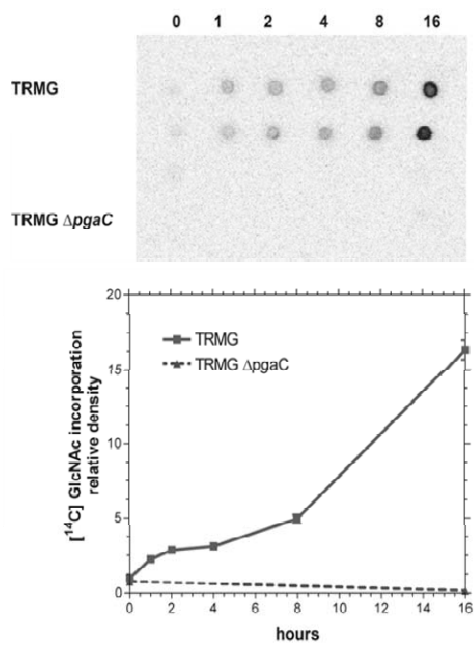 0 1 2 4 8 16
TRMG
TRMG ΔpgaC
20
15
10
5
0
[¹⁴C] GlcNAc incorporation
relative density
TRMG
TRMG ΔpgaC
0 2 4 6 8 10 12 14 16
hours